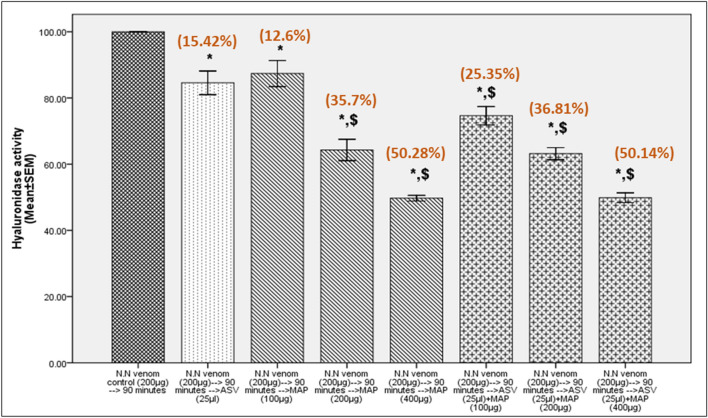 100.00
80.00
60.00
40.00
20.00
0.00
Hyaluronidase activity
(Mean±SEM)
(15.42%)
*
(12.6%)
*
(35.7%)
*,$
(50.28%)
*,$
(25.35%)
*,$
(36.81%)
*,$
(50.14%)
*,$
N.N venom
control (200µg)
--> 90 minutes
N.N venom
(200µg)--> 90
minutes -->ASV
(25µl)
N.N venom
(200µg)--> 90
minutes -->MAP
(100µg)
N.N venom
(200µg)--> 90
minutes -->MAP
(200µg)
N.N venom
(200µg)--> 90
minutes -->MAP
(400µg)
N.N venom
(200µg)--> 90
minutes -->ASV
(25µl)+MAP
(100µg)
N.N venom
(200µg)--> 90
minutes -->ASV
(25µl)+MAP
(200µg)
N.N venom
(200µg)--> 90
minutes -->ASV
(25µl)+MAP
(400µg)